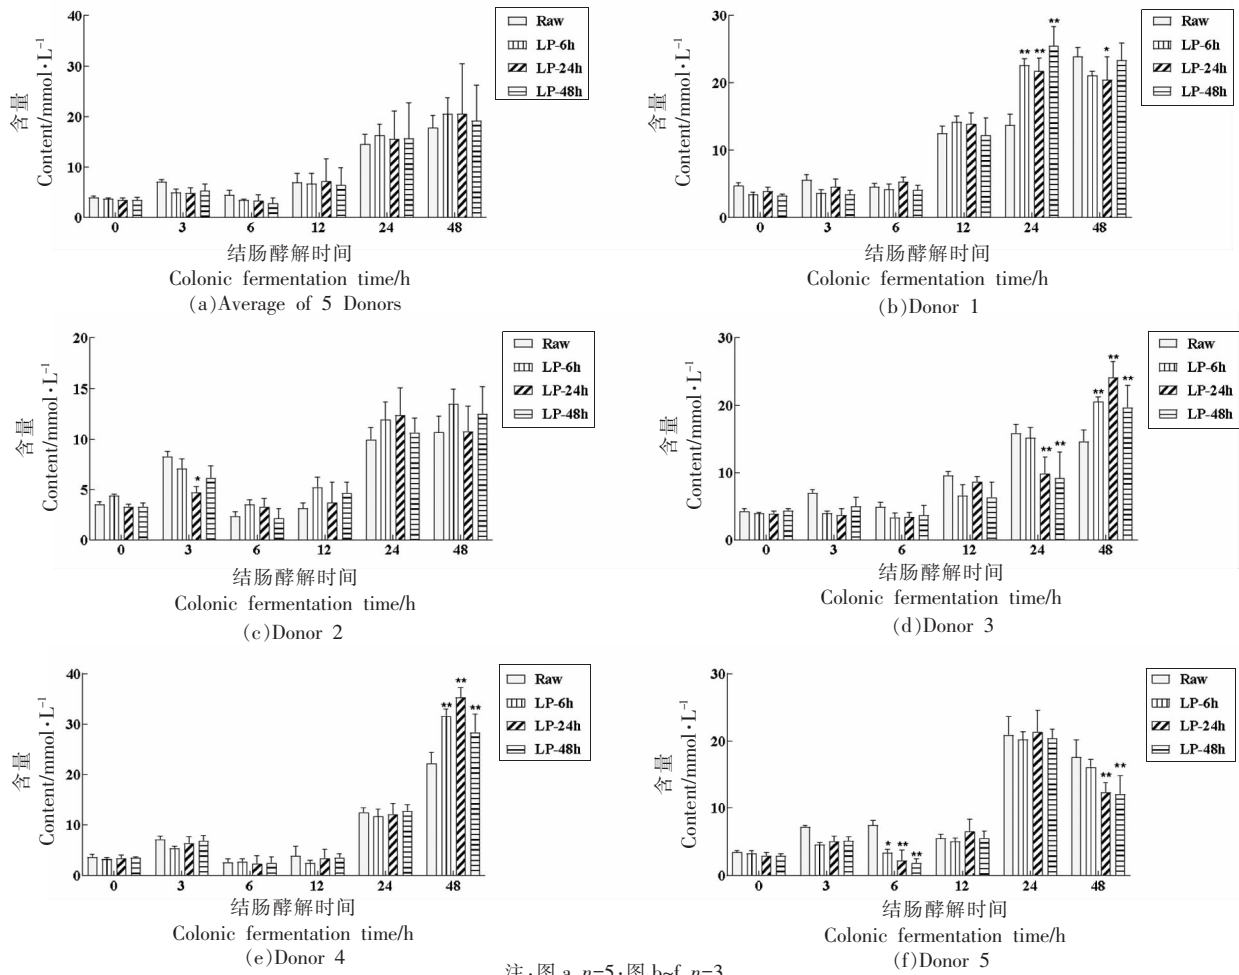 含量
Content/mmol·L⁻¹
40
30
20
10
0
0 3 6 12 24 48
Raw
LP-6h
LP-24h
LP-48h
结肠酵解时间
Colonic fermentation time/h
(a)Average of 5 Donors
含量
Content/mmol·L⁻¹
30
20
10
0
** ** ** *
0 3 6 12 24 48
Raw
LP-6h
LP-24h
LP-48h
结肠酵解时间
Colonic fermentation time/h
(b)Donor 1
含量
Content/mmol·L⁻¹
20
15
10
5
0
*
0 3 6 12 24 48
Raw
LP-6h
LP-24h
LP-48h
结肠酵解时间
Colonic fermentation time/h
(c)Donor 2
含量
Content/mmol·L⁻¹
30
20
10
0
** ** ** ** **
0 3 6 12 24 48
Raw
LP-6h
LP-24h
LP-48h
结肠酵解时间
Colonic fermentation time/h
(d)Donor 3
含量
Content/mmol·L⁻¹
40
30
20
10
0
** ** **
0 3 6 12 24 48
Raw
LP-6h
LP-24h
LP-48h
结肠酵解时间
Colonic fermentation time/h
(e)Donor 4
含量
Content/mmol·L⁻¹
30
20
10
0
* ** ** ** **
0 3 6 12 24 48
Raw
LP-6h
LP-24h
LP-48h
结肠酵解时间
Colonic fermentation time/h
(f)Donor 5
注:图 a n=5;图 b~f n=3